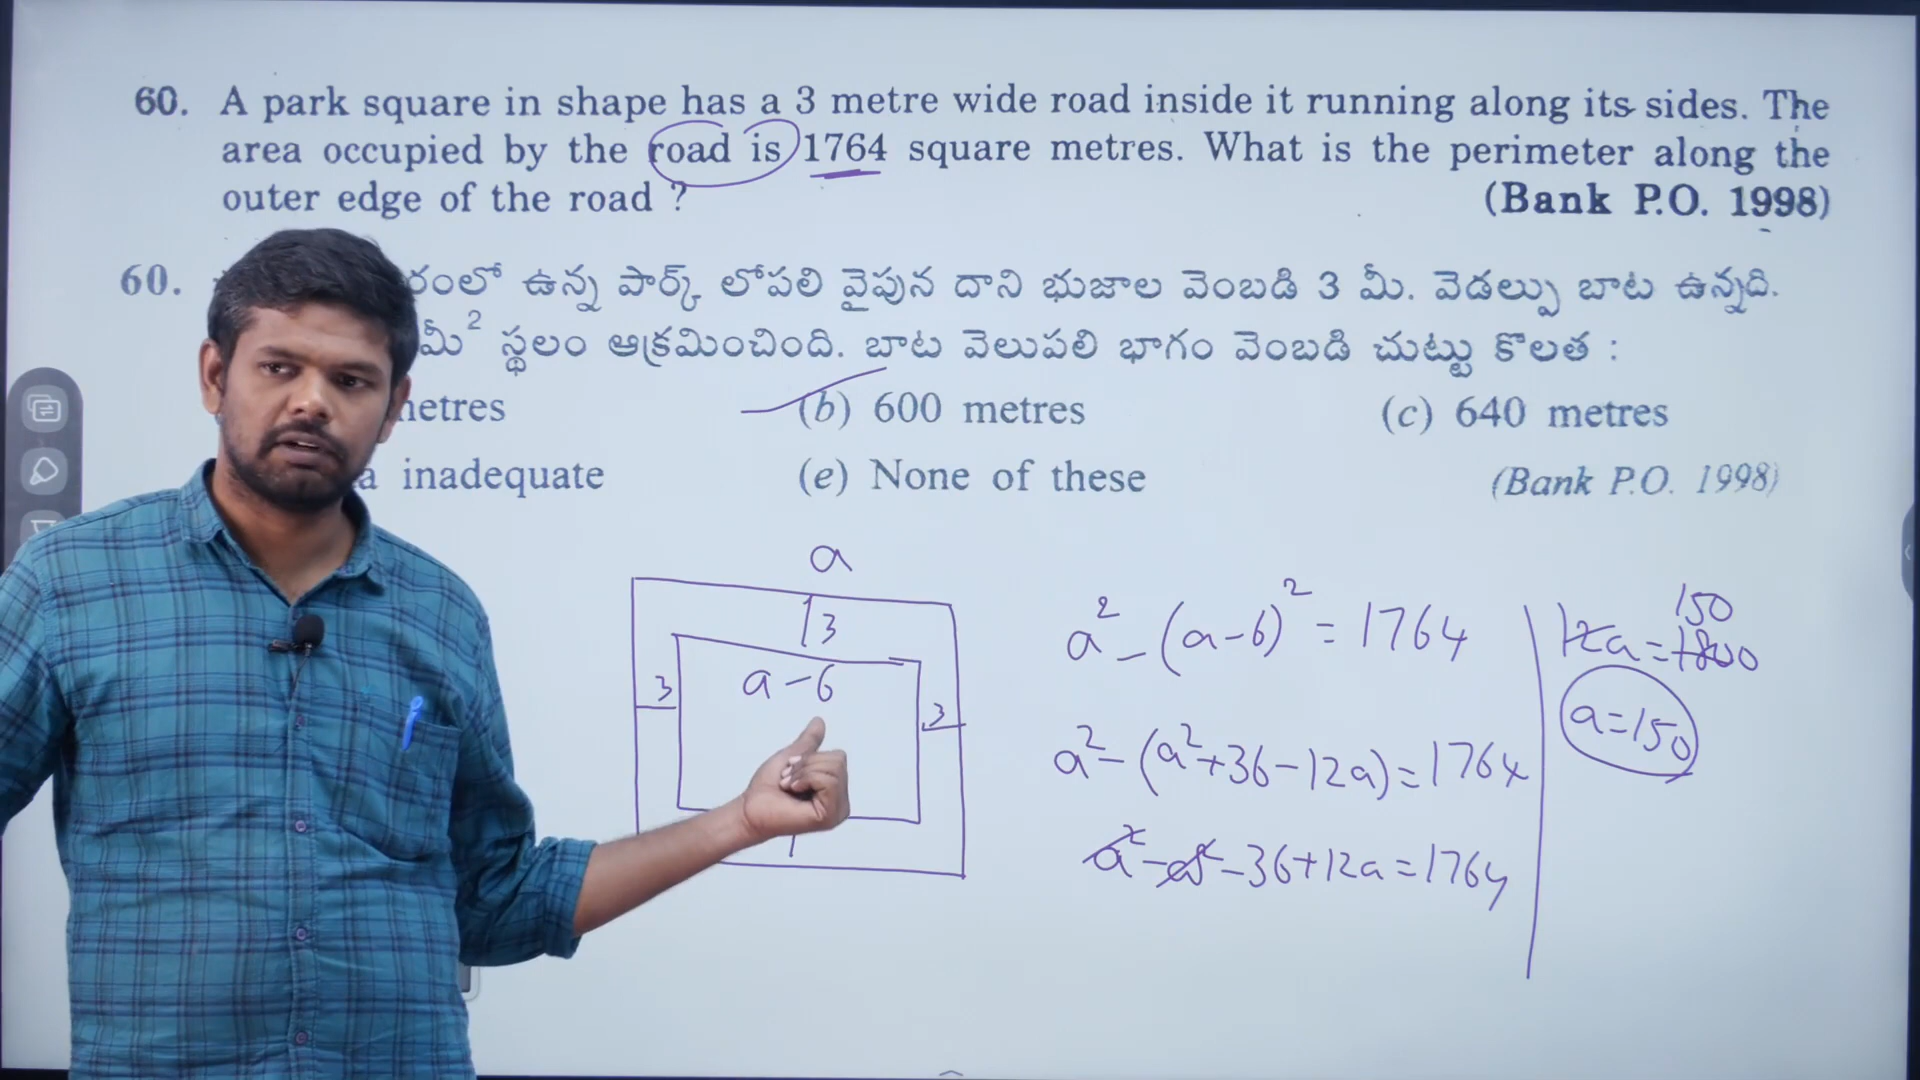 60. A park square in shape has a 3 metre wide road inside it running along its sides. The
area occupied by the road is 1764 square metres. What is the perimeter along the
outer edge of the road ? (Bank P.O. 1998)
60. రంలో ఉన్న పార్క్ లోపలి వైపున దాని భుజాల వెంబడి 3 మీ. వెడల్పు బాట ఉన్నది.
మీ² స్థలం ఆక్రమించింది. బాట వెలుపలి భాగం వెంబడి చుట్టు కొలత :
metres (b) 600 metres (c) 640 metres
a inadequate (e) None of these (Bank P.O. 1998)
a
3
a-6
3
3
a² - (a-6)² = 1764
a² - (a²+36-12a) = 1764
a² - a² - 36+12a = 1764
150
12a = 1800
a=150